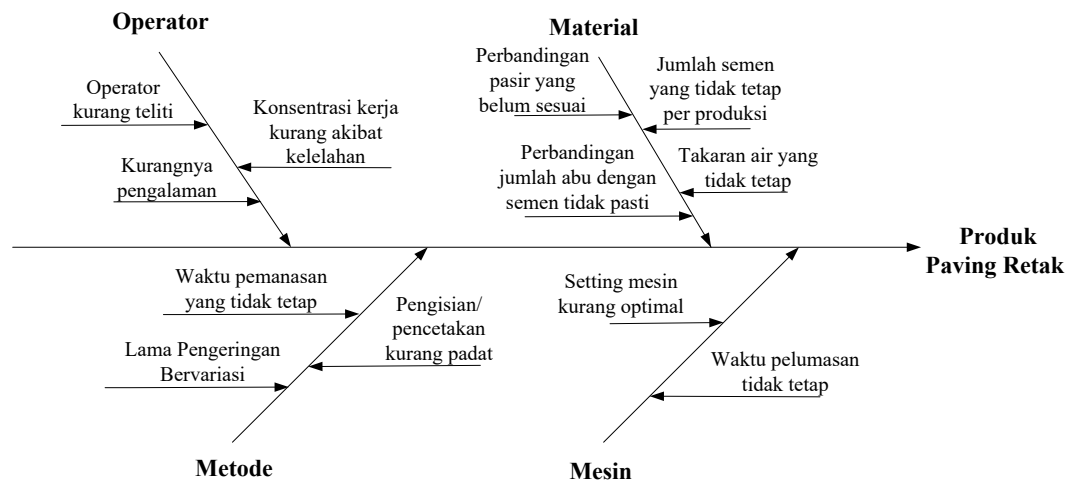 Operator
Operator
kurang teliti
Konsentrasi kerja
kurang akibat
kelelahan
Kurangnya
pengalaman
Material
Perbandingan
pasir yang
belum sesuai
Jumlah semen
yang tidak tetap
per produksi
Perbandingan
jumlah abu dengan
semen tidak pasti
Takaran air yang
tidak tetap
Produk
Paving Retak
Waktu pemanasan
yang tidak tetap
Pengisian/
pencetakan
kurang padat
Lama Pengeringan
Bervariasi
Metode
Setting mesin
kurang optimal
Waktu pelumasan
tidak tetap
Mesin